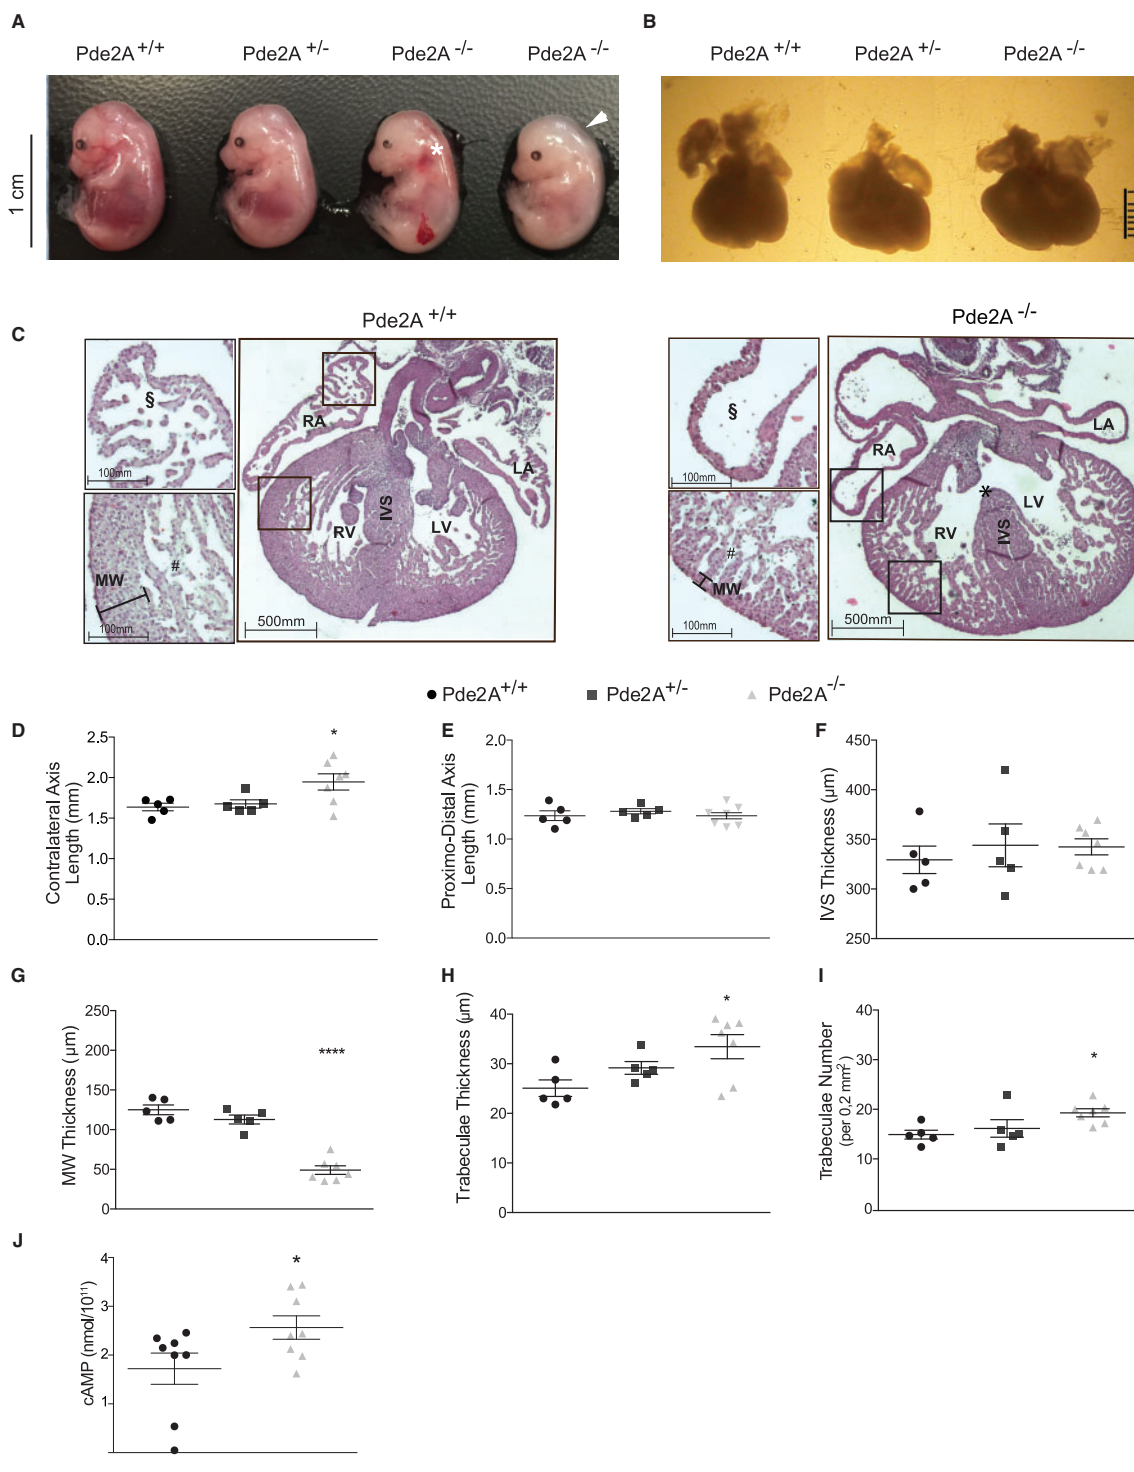 A
B
Pde2A +/+
Pde2A +/-
Pde2A -/-
Pde2A -/-
Pde2A +/+
Pde2A +/-
Pde2A -/-
*
1 cm
C
Pde2A +/+
Pde2A -/-
§
100mm
MW
#
100mm
RA
LA
RV
IVS
LV
500mm
§
100mm
#
MW
100mm
RA
LA
*
LV
RV
IVS
500mm
Pde2A+/+
Pde2A+/-
Pde2A-/-
D
Contralateral Axis
Length (mm)
2.5
2.0
1.5
1.0
0.5
0.0
*
E
Proximo-Distal Axis
Length (mm)
2.0
1.5
1.0
0.5
0.0
F
IVS Thickness (µm)
450
400
350
300
250
G
MW Thickness (µm)
250
200
150
100
50
0
****
H
Trabeculae Thickness (µm)
40
30
20
10
0
*
I
Trabeculae Number
(per 0,2 mm²)
40
30
20
10
0
*
J
cAMP (nmol/10¹¹)
4
3
2
1
*